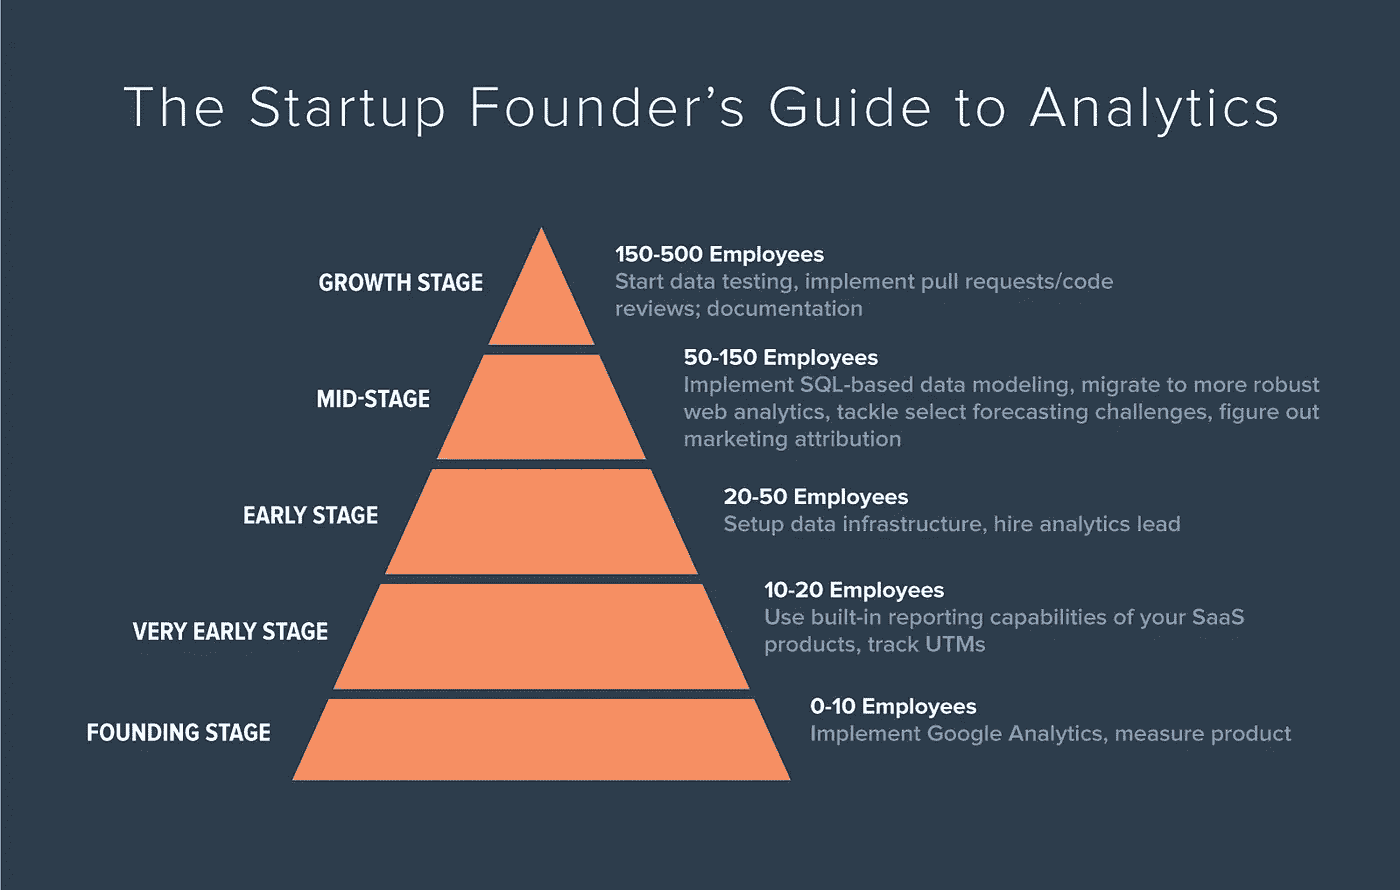 The Startup Founder’s Guide to Analytics
GROWTH STAGE
150-500 Employees
Start data testing, implement pull requests/code
reviews; documentation
MID-STAGE
50-150 Employees
Implement SQL-based data modeling, migrate to more robust
web analytics, tackle select forecasting challenges, figure out
marketing attribution
EARLY STAGE
20-50 Employees
Setup data infrastructure, hire analytics lead
VERY EARLY STAGE
10-20 Employees
Use built-in reporting capabilities of your SaaS
products, track UTMs
FOUNDING STAGE
0-10 Employees
Implement Google Analytics, measure product